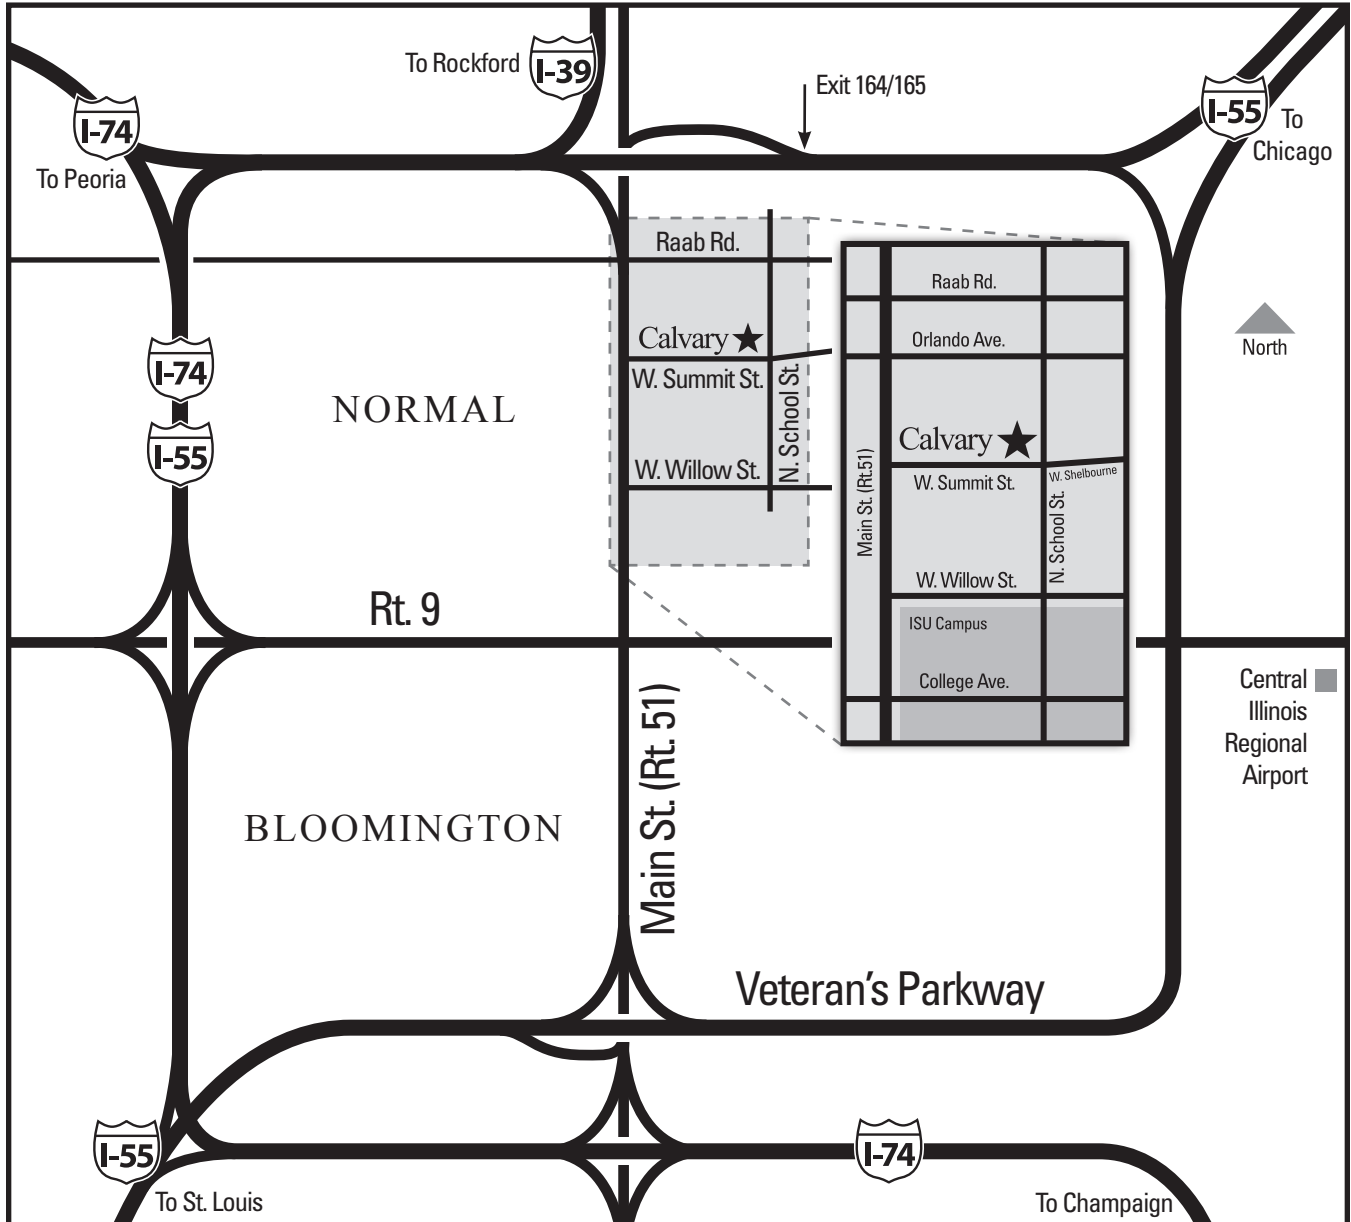 To Rockford
I-39
Exit 164/165
I-55
To
Chicago
I-74
To Peoria
Raab Rd.
Raab Rd.
Orlando Ave.
North
Calvary
W. Summit St.
N. School St.
W. Willow St.
I-74
I-55
NORMAL
Calvary
W. Summit St.
W. Shelbourne
Main St. (Rt.51)
N. School St.
W. Willow St.
ISU Campus
College Ave.
Rt. 9
Central
Illinois
Regional
Airport
Main St. (Rt. 51)
BLOOMINGTON
Veteran's Parkway
I-55
To St. Louis
I-74
To Champaign